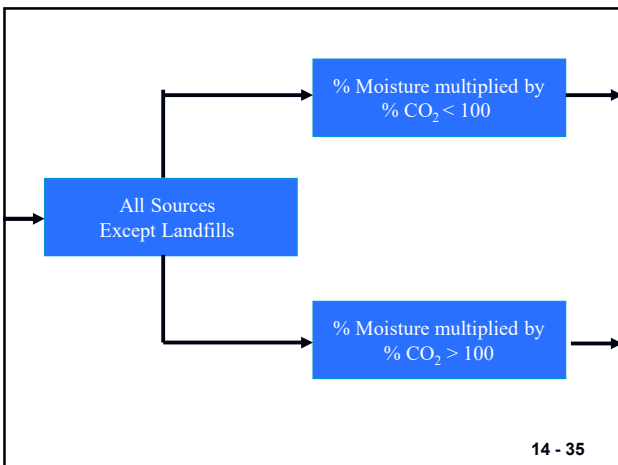 % Moisture multiplied by
% CO₂ < 100
All Sources
Except Landfills
% Moisture multiplied by
% CO₂ > 100
14 - 35